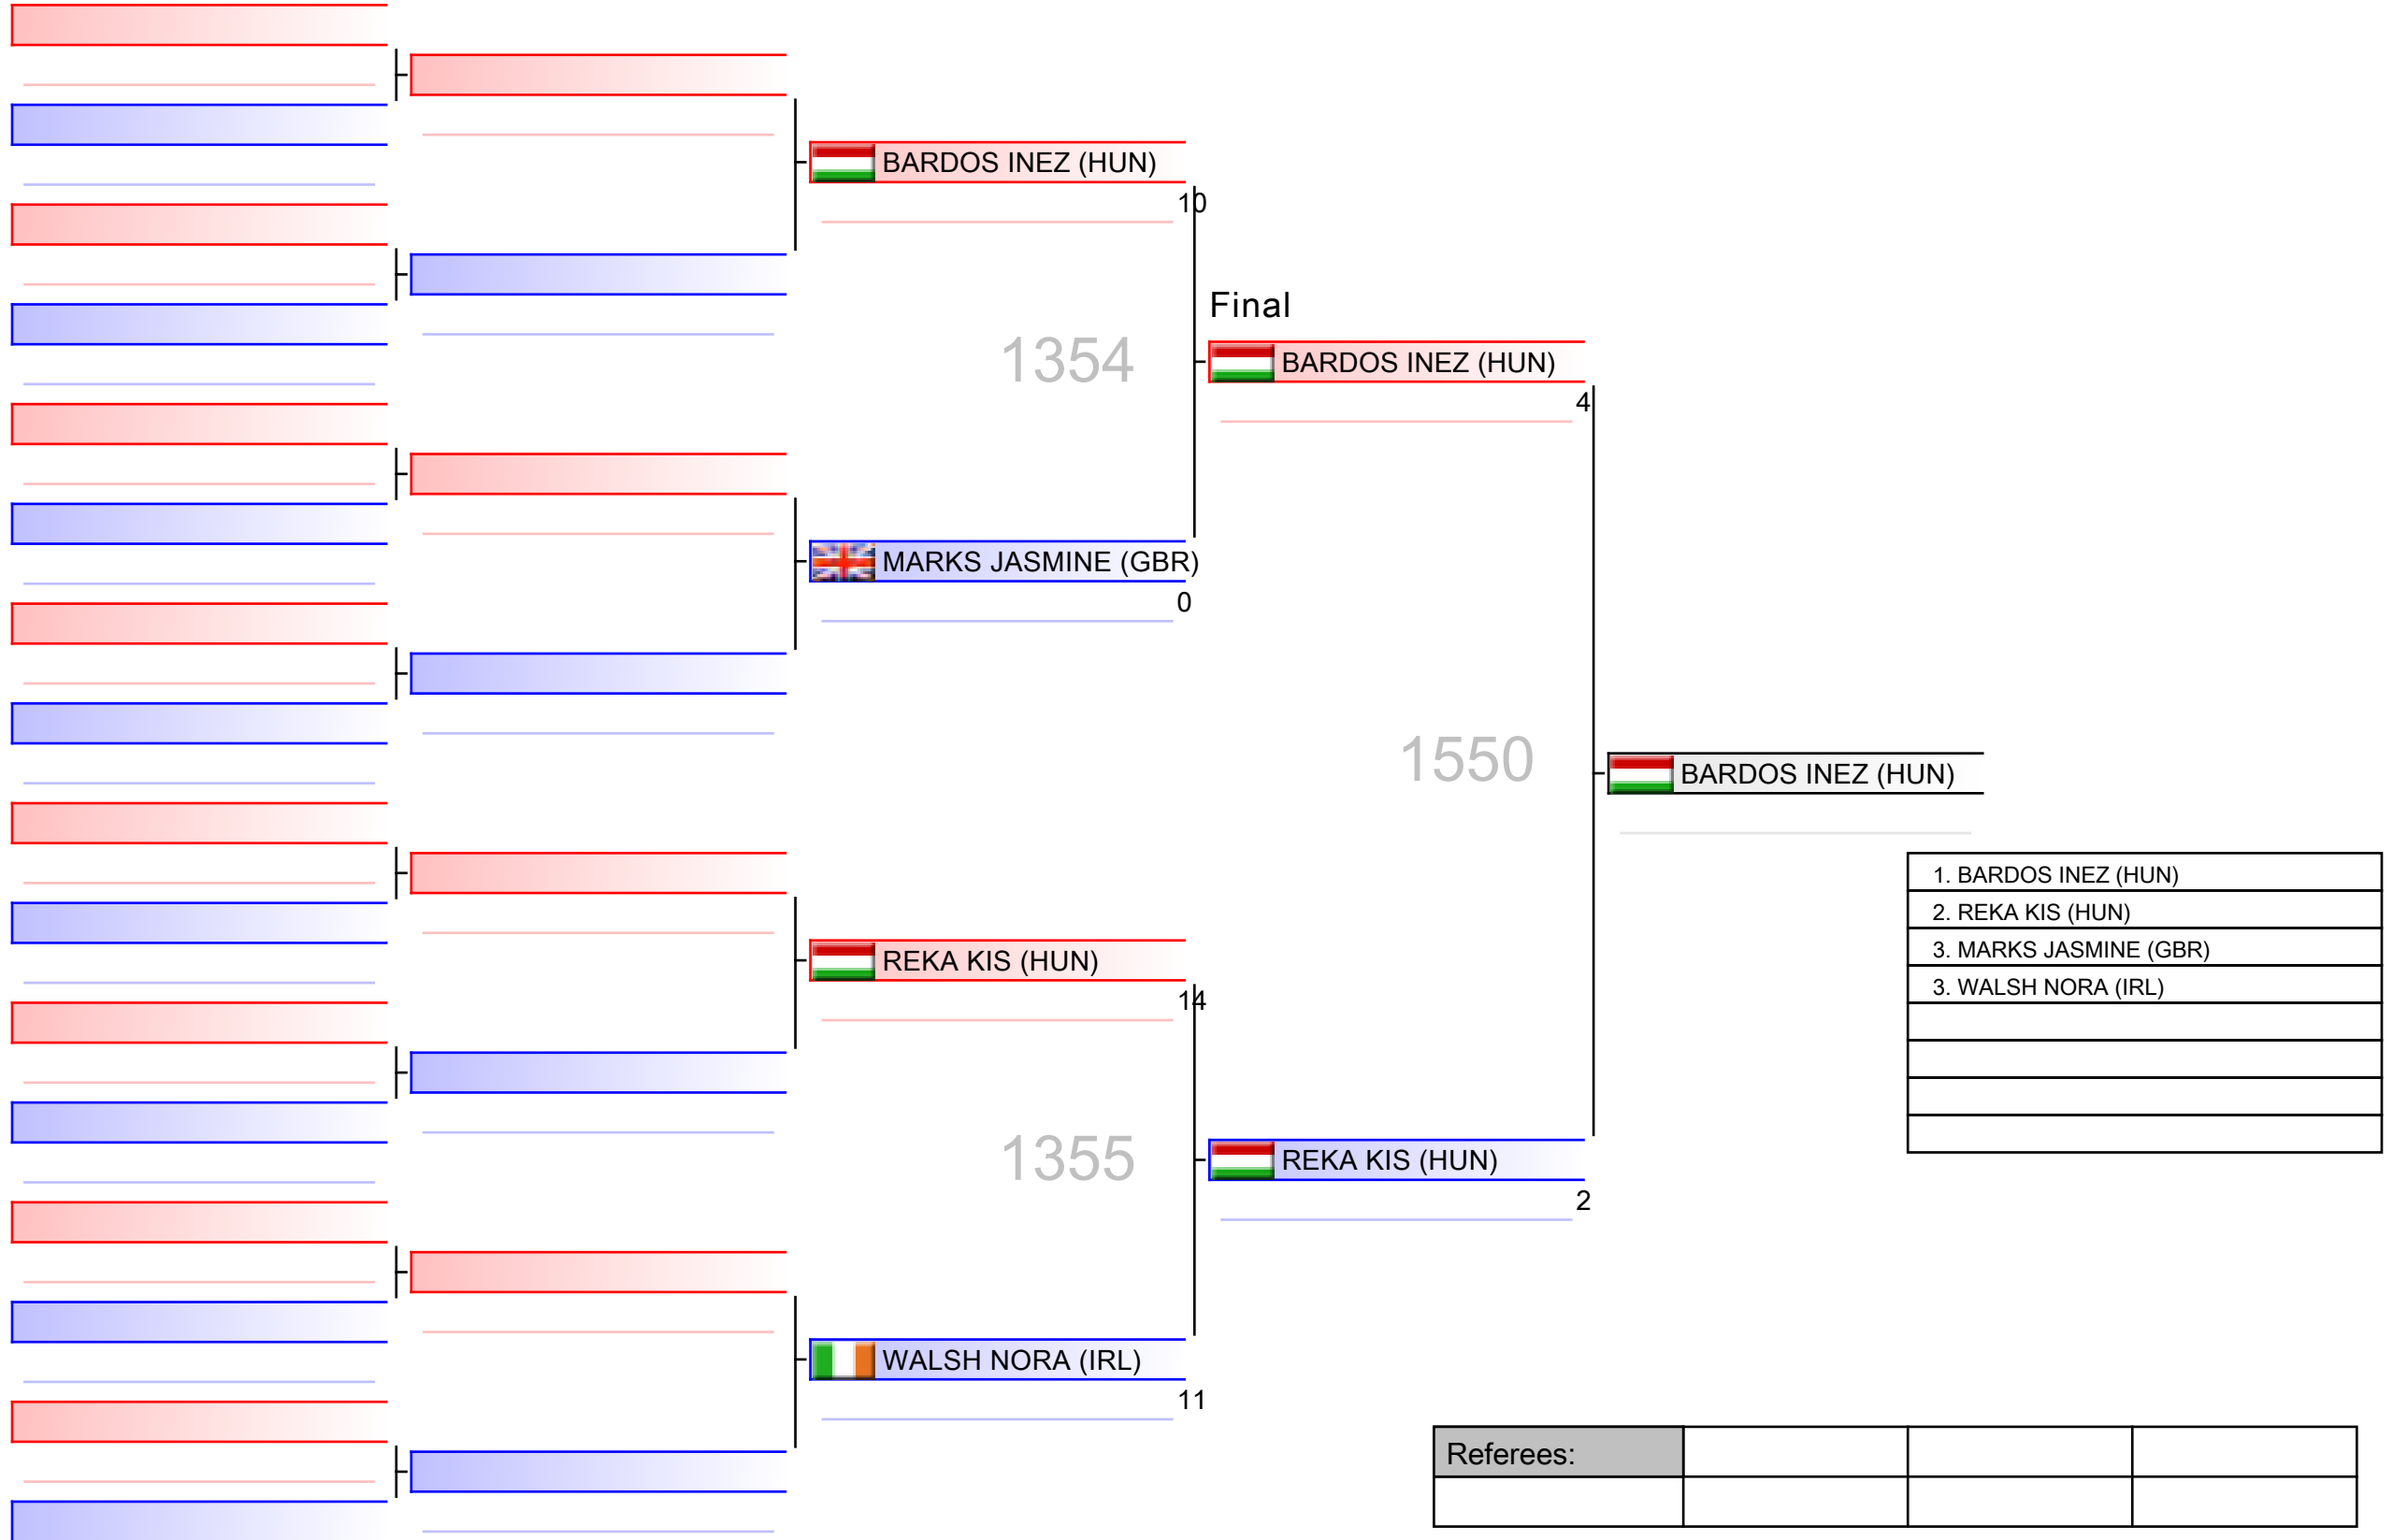 BARDOS INEZ (HUN)
10
Final
1354
BARDOS INEZ (HUN)
4
MARKS JASMINE (GBR)
0
1550
BARDOS INEZ (HUN)
1. BARDOS INEZ (HUN)
2. REKA KIS (HUN)
3. MARKS JASMINE (GBR)
3. WALSH NORA (IRL)
REKA KIS (HUN)
14
1355
REKA KIS (HUN)
2
WALSH NORA (IRL)
11
Referees: